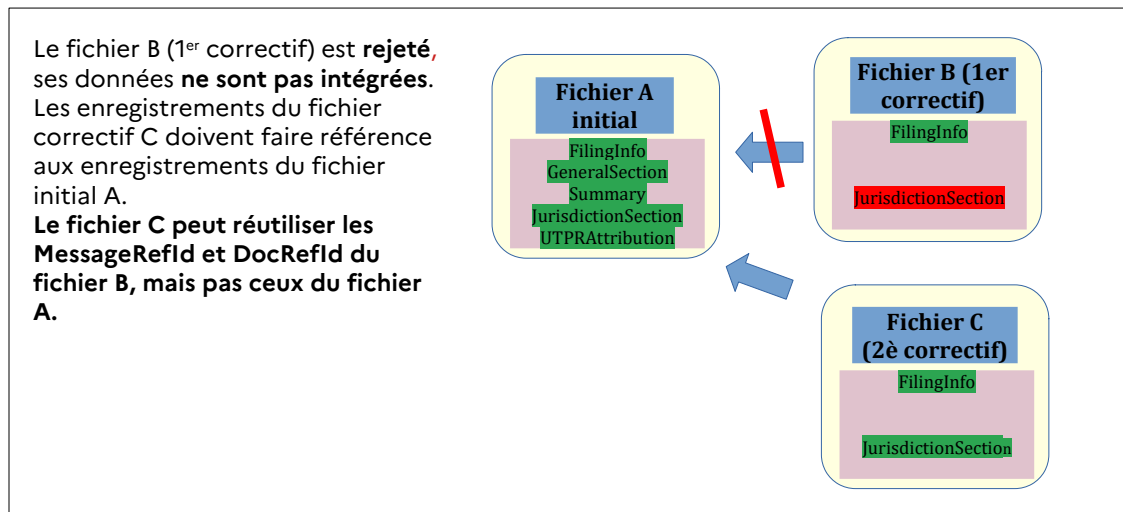 Le fichier B (1er correctif) est rejeté,
ses données ne sont pas intégrées.
Les enregistrements du fichier
correctif C doivent faire référence
aux enregistrements du fichier
initial A.
Le fichier C peut réutiliser les
MessageRefId et DocRefId du
fichier B, mais pas ceux du fichier
A.
Fichier A
initial
FilingInfo
GeneralSection
Summary
JurisdictionSection
UTPRAttribution
Fichier B (1er
correctif)
FilingInfo
JurisdictionSection
Fichier C
(2è correctif)
FilingInfo
JurisdictionSection